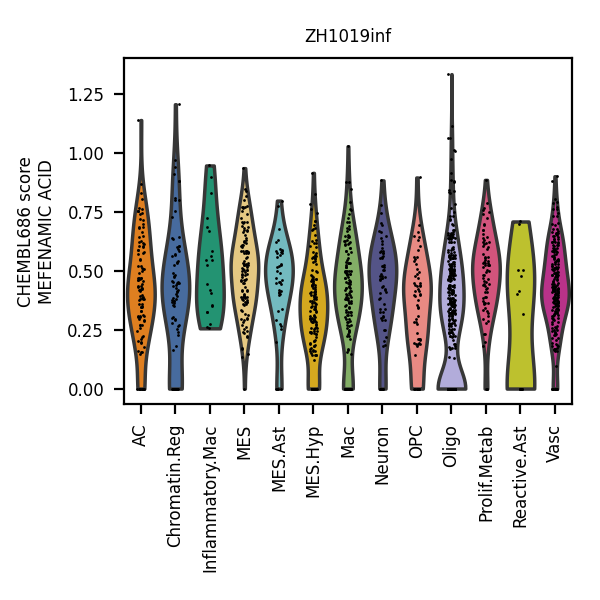 ZH1019inf
CHEMBL686 score
MEFENAMIC ACID
1.25
1.00
0.75
0.50
0.25
0.00
AC
Chromatin.Reg
Inflammatory.Mac
MES
MES.Ast
MES.Hyp
Mac
Neuron
OPC
Oligo
Prolif.Metab
Reactive.Ast
Vasc